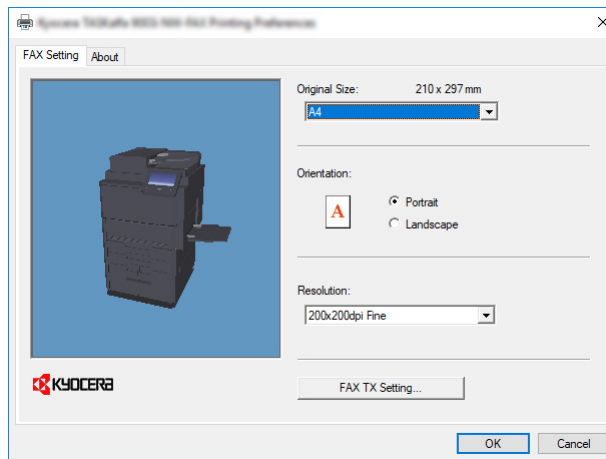 FAX Setting
About
Original Size: 210 x 297 mm
A4
Orientation:
A
Portrait
Landscape
Resolution:
200x200dpi Fine
KYOCERA
FAX TX Setting...
OK
Cancel